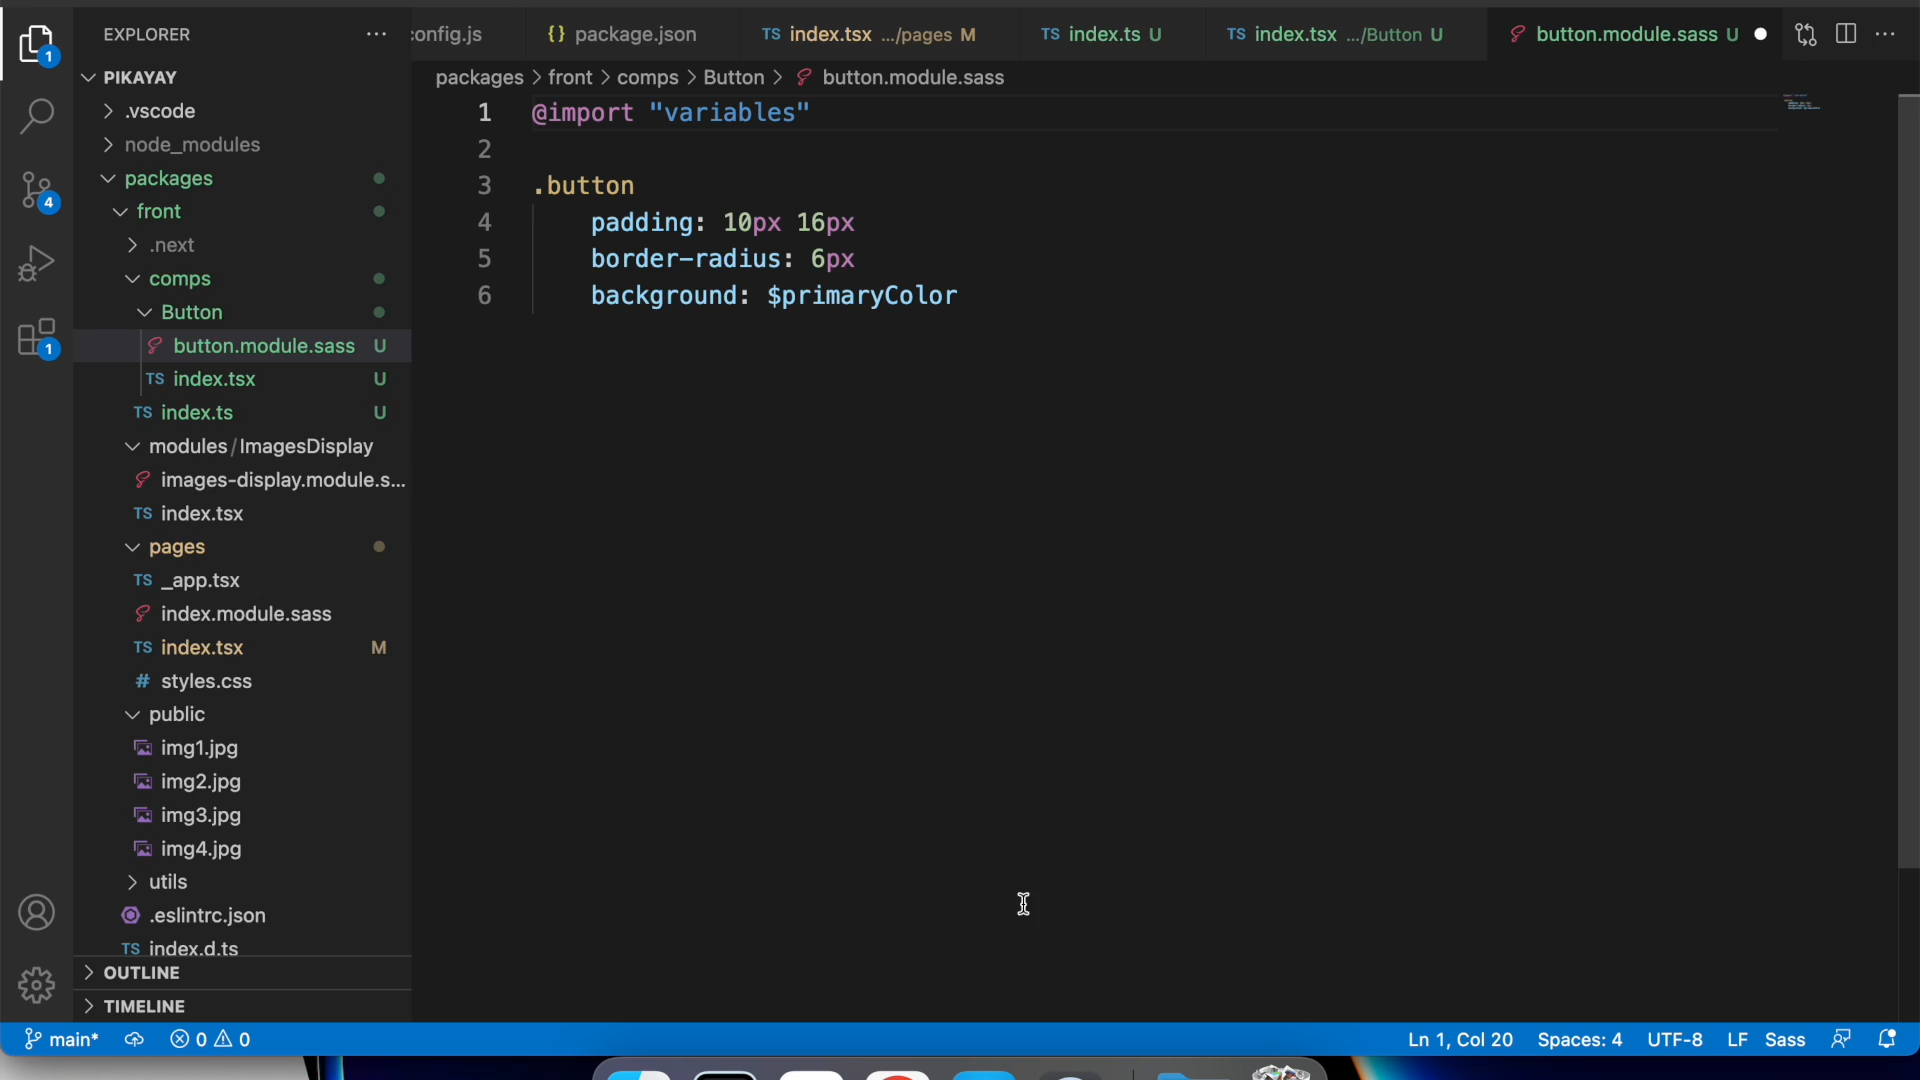 EXPLORER
PIKAYAY
.vscode
node_modules
packages
front
.next
comps
Button
button.module.sass U
TS index.tsx U
TS index.ts U
modules/ImagesDisplay
images-display.module.s...
TS index.tsx
pages
TS _app.tsx
index.module.sass
TS index.tsx M
# styles.css
public
img1.jpg
img2.jpg
img3.jpg
img4.jpg
utils
.eslintrc.json
TS index.d.ts
OUTLINE
TIMELINE
1
4
1
onfig.js {} package.json TS index.tsx .../pages M TS index.ts U TS index.tsx .../Button U button.module.sass U
packages > front > comps > Button > button.module.sass
1 @import "variables"
2
3 .button
4 padding: 10px 16px
5 border-radius: 6px
6 background: $primaryColor
main* 0 0 Ln 1, Col 20 Spaces: 4 UTF-8 LF Sass